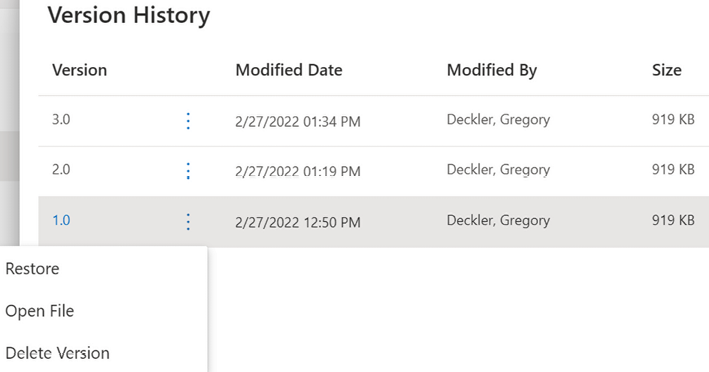 Version History
Version Modified Date Modified By Size
3.0 2/27/2022 01:34 PM Deckler, Gregory 919 KB
2.0 2/27/2022 01:19 PM Deckler, Gregory 919 KB
1.0 2/27/2022 12:50 PM Deckler, Gregory 919 KB
Restore
Open File
Delete Version